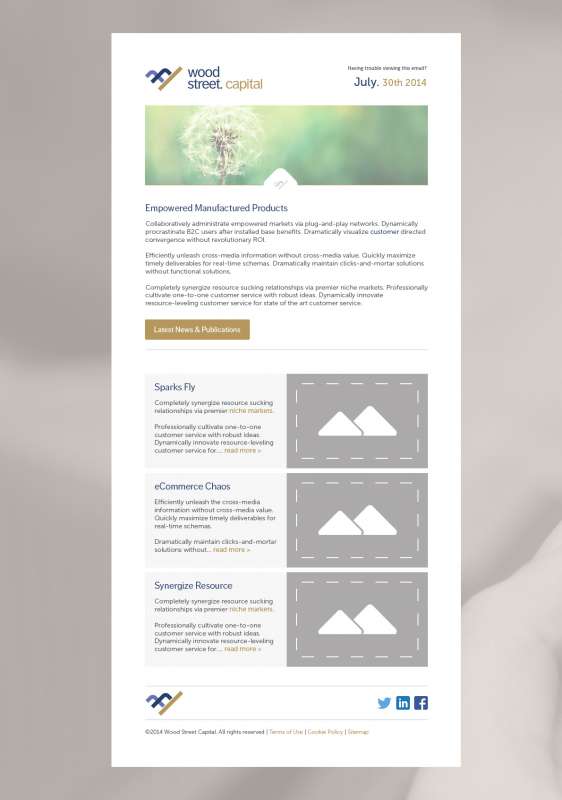 wood
street. capital
Having trouble viewing this email?
July. 30th 2014
Empowered Manufactured Products
Collaboratively administrate empowered markets via plug-and-play networks. Dynamically
procrastinate B2C users after installed base benefits. Dramatically visualize customer directed
convergence without revolutionary ROI.
Efficiently unleash cross-media information without cross-media value. Quickly maximize
timely deliverables for real-time schemas. Dramatically maintain clicks-and-mortar solutions
without functional solutions.
Completely synergize resource sucking relationships via premier niche markets. Professionally
cultivate one-to-one customer service with robust ideas. Dynamically innovate
resource-leveling customer service for state of the art customer service.
Latest News & Publications
Sparks Fly
Completely synergize resource sucking
relationships via premier niche markets.
Professionally cultivate one-to-one
customer service with robust ideas.
Dynamically innovate resource-leveling
customer service for.... read more >
eCommerce Chaos
Efficiently unleash the cross-media
information without cross-media value.
Quickly maximize timely deliverables for
real-time schemas.
Dramatically maintain clicks-and-mortar
solutions without... read more >
Synergize Resource
Completely synergize resource sucking
relationships via premier niche markets.
Professionally cultivate one-to-one
customer service with robust ideas.
Dynamically innovate resource-leveling
customer service for.... read more >
©2014 Wood Street Capital. All rights reserved | Terms of Use | Cookie Policy | Sitemap